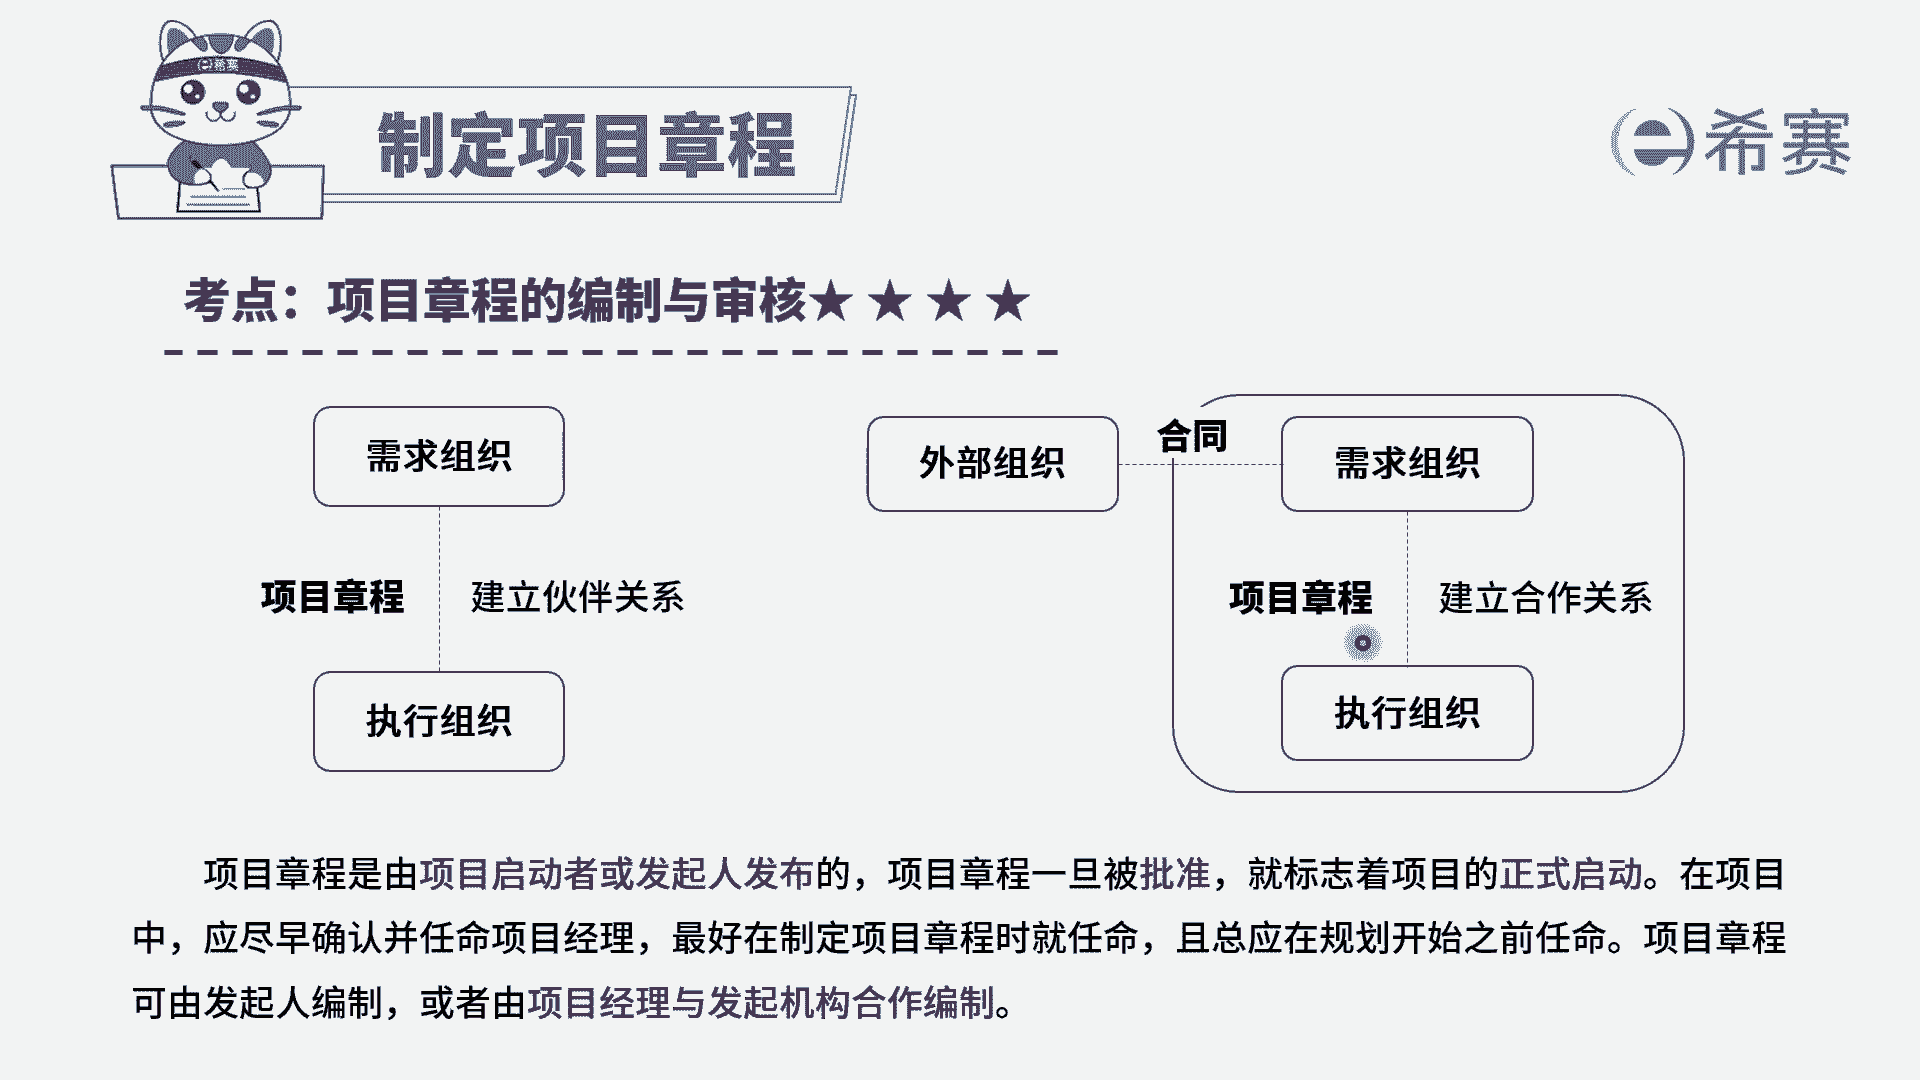 希赛
制定项目章程
希赛
考点：项目章程的编制与审核★ ★ ★ ★
需求组织
项目章程
建立伙伴关系
执行组织
外部组织
合同
需求组织
项目章程
建立合作关系
执行组织
项目章程是由项目启动者或发起人发布的，项目章程一旦被批准，就标志着项目的正式启动。在项目
中，应尽早确认并任命项目经理，最好在制定项目章程时就任命，且总应在规划开始之前任命。项目章程
可由发起人编制，或者由项目经理与发起机构合作编制。